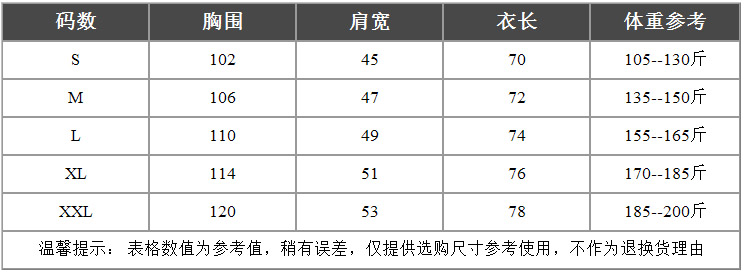 码数 胸围 肩宽 衣长 体重参考
S 102 45 70 105--130斤
M 106 47 72 135--150斤
L 110 49 74 155--165斤
XL 114 51 76 170--185斤
XXL 120 53 78 185--200斤
温馨提示： 表格数值为参考值，稍有误差，仅提供选购尺寸参考使用，不作为退换货理由